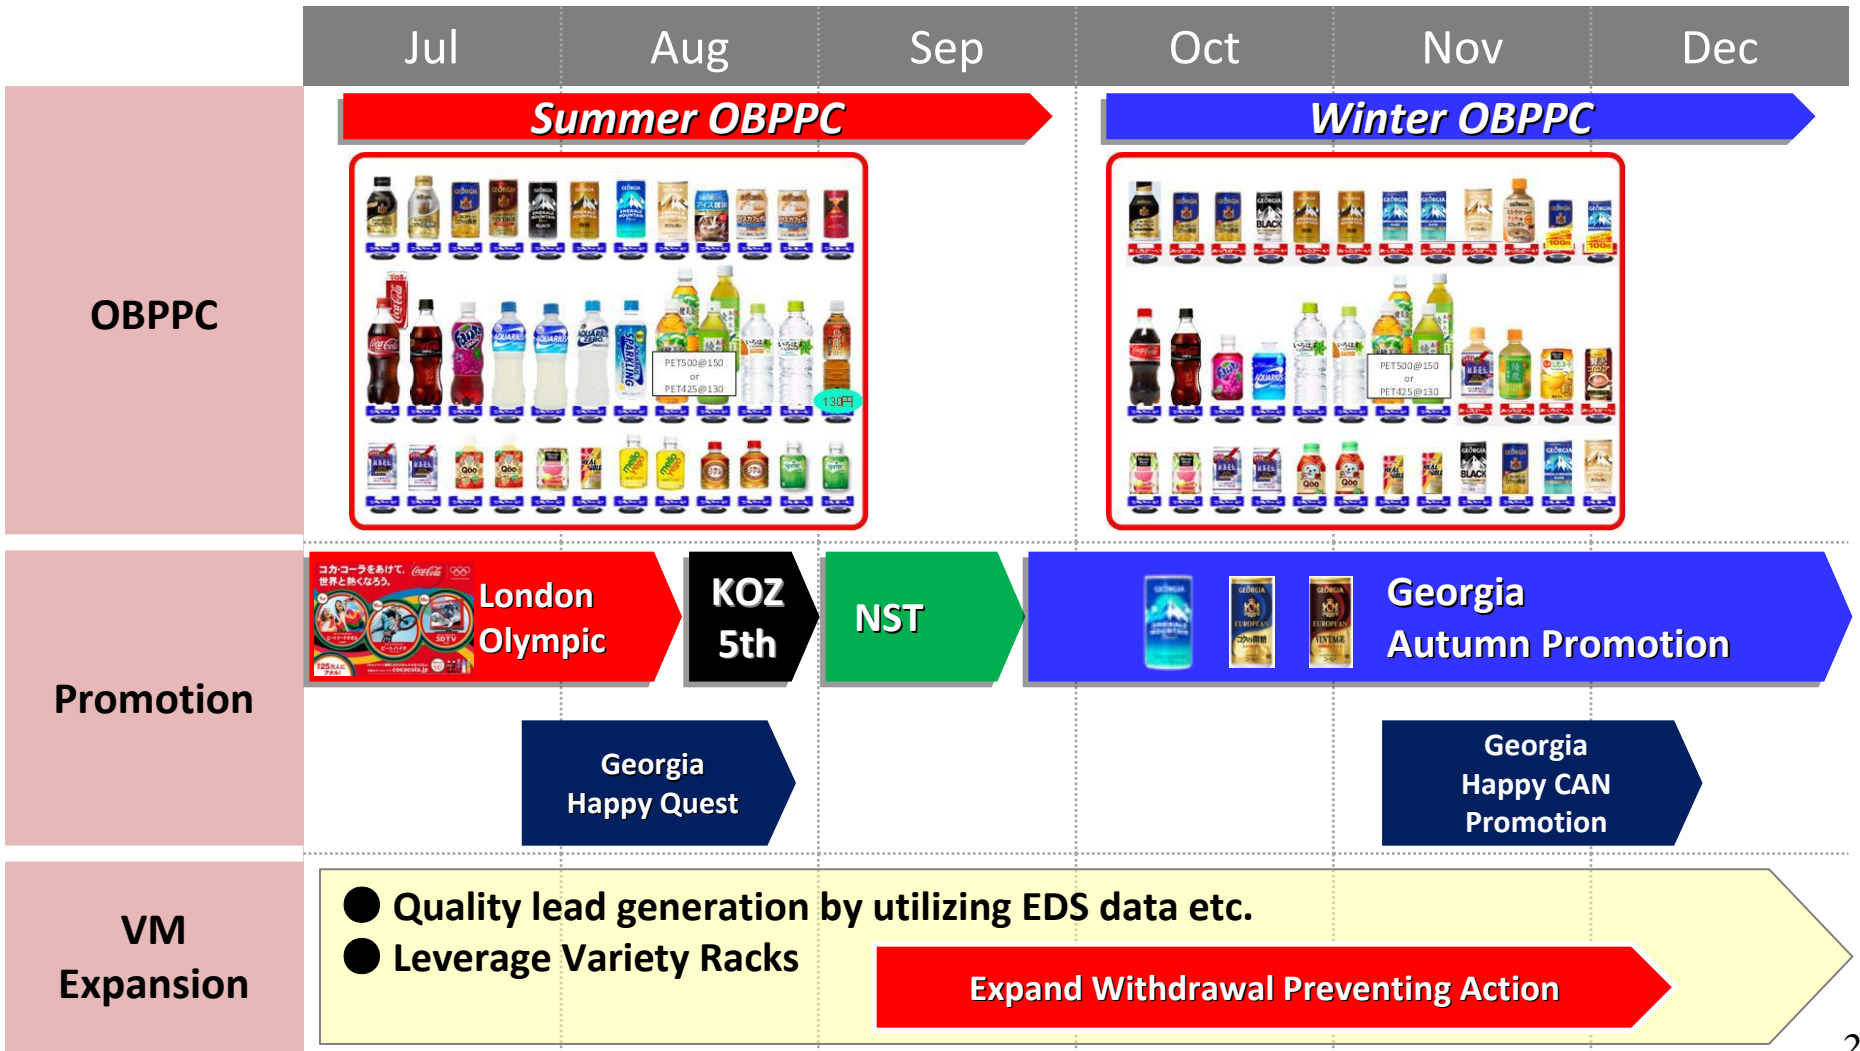 Jul
Aug
Sep
Oct
Nov
Dec
OBPPC
Summer OBPPC
Winter OBPPC
PET500@150
or
PET425@130
130円
PET500@150
or
PET425@130
Promotion
コカ·コーラをあけて、
世界と熱くなろう。
Coca-Cola
London
Olympic
KOZ
5th
NST
Georgia
Autumn Promotion
Georgia
Happy Quest
Georgia
Happy CAN
Promotion
VM
Expansion
● Quality lead generation by utilizing EDS data etc.
● Leverage Variety Racks
Expand Withdrawal Preventing Action